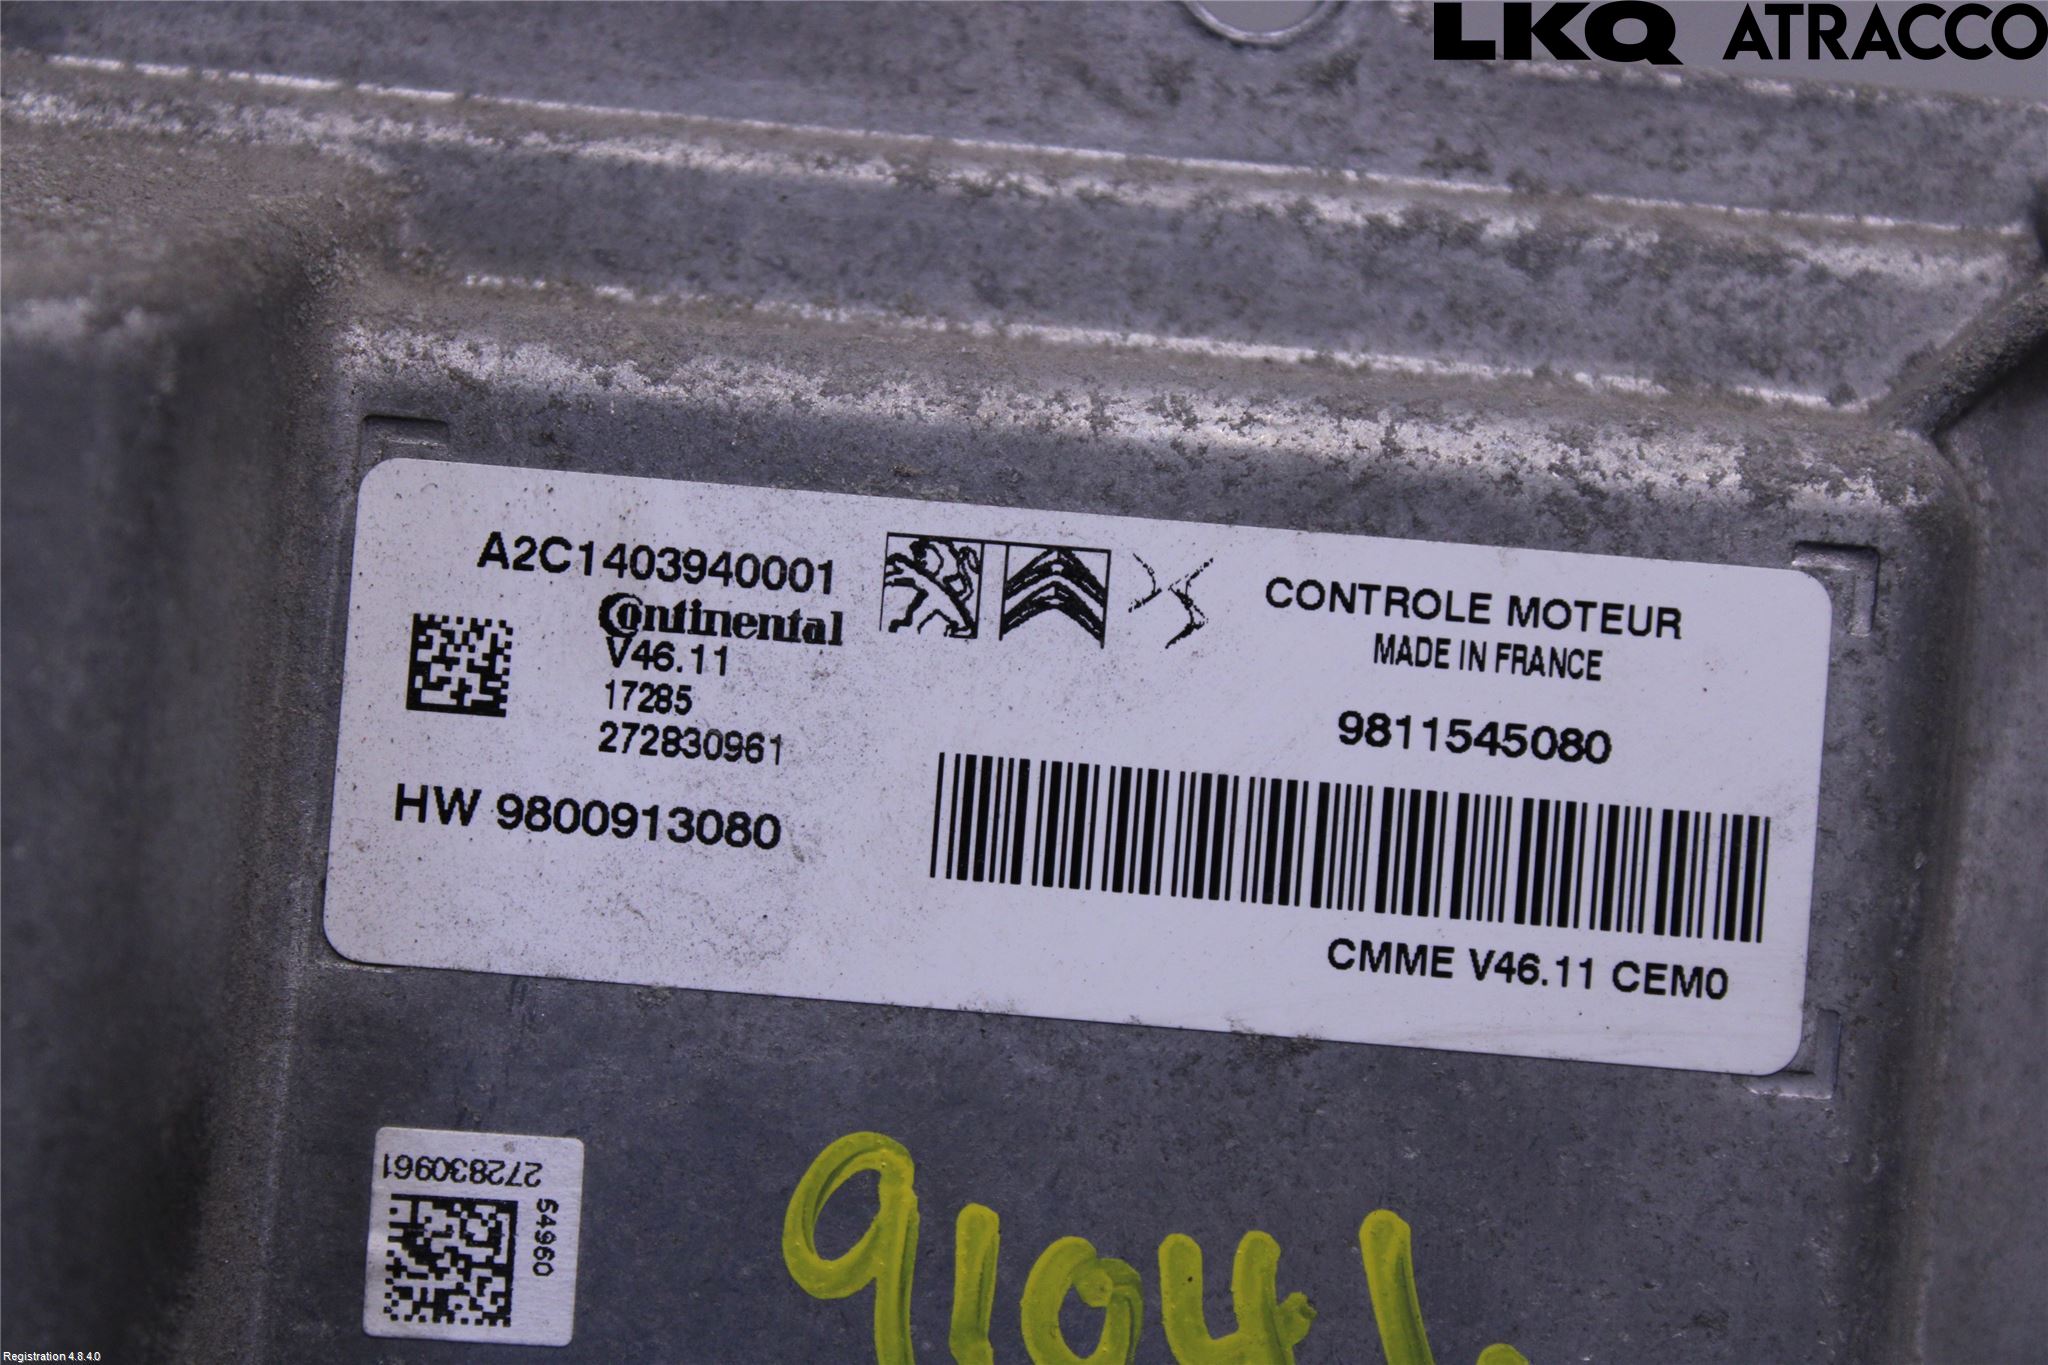 LKQ ATRACCO
A2C1403940001
Continental
V46.11
17285
272830961
HW 9800913080
CONTROLE MOTEUR
MADE IN FRANCE
9811545080
CMME V46.11 CEM0
272830961
54960
Registration 4.8.4.0